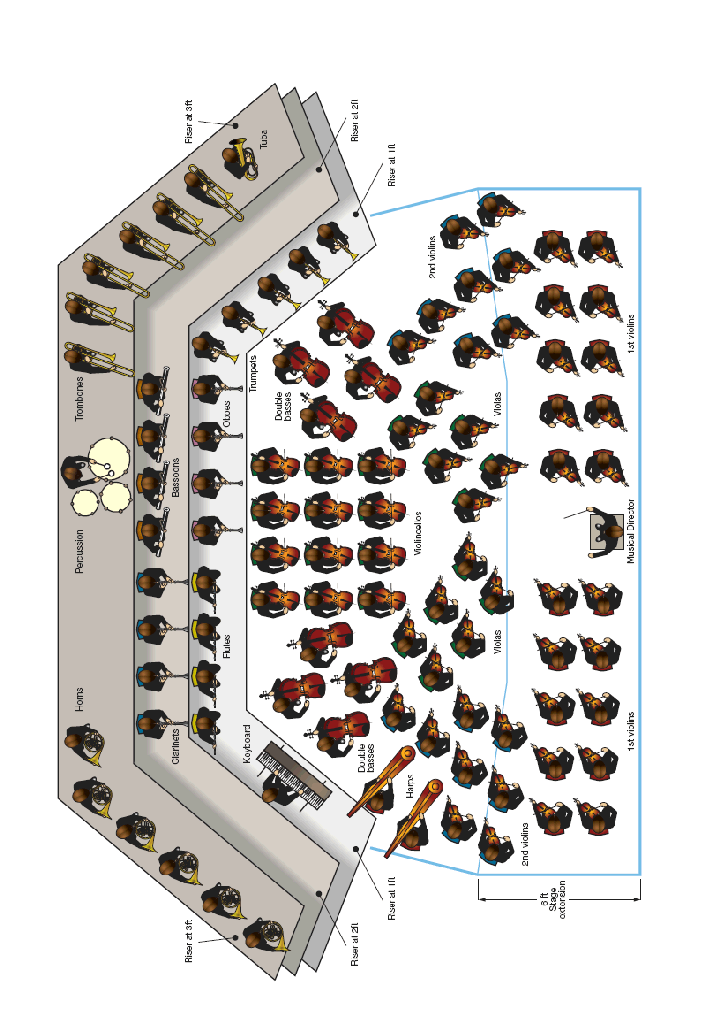 Horns
Percussion
Trombones
Clarinets
Bassoons
Riser at 3ft
Riser at 3ft
Flutes
Oboes
Keyboard
Trumpets
Tuba
Double
basses
Riser at 2ft
Riser at 2ft
Double
basses
Riser at 1ft
Riser at 1ft
Harps
Violincellos
2nd violins
Violas
Violas
2nd violins
ft
Stage
extension
1st violins
Musical Director
1st violins